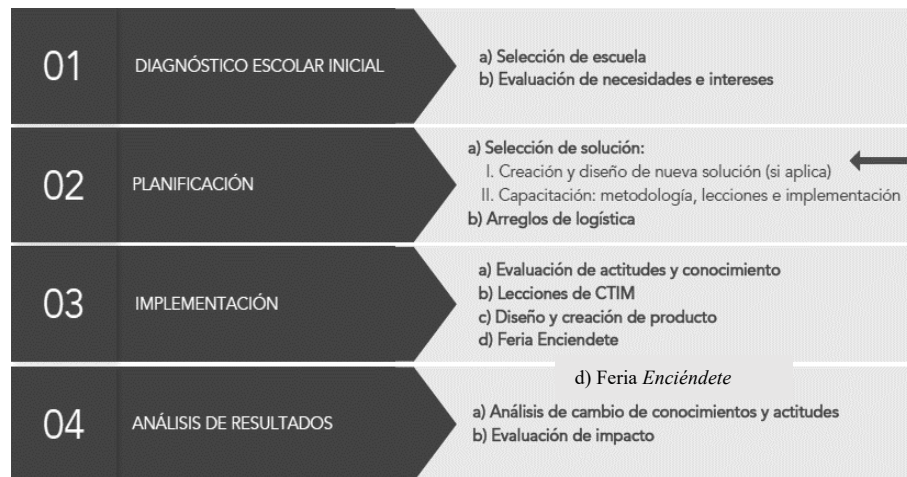 01
DIAGNÓSTICO ESCOLAR INICIAL
a) Selección de escuela
b) Evaluación de necesidades e intereses
02
PLANIFICACIÓN
a) Selección de solución:
I. Creación y diseño de nueva solución (si aplica)
II. Capacitación: metodología, lecciones e implementación
b) Arreglos de logística
03
IMPLEMENTACIÓN
a) Evaluación de actitudes y conocimiento
b) Lecciones de CTIM
c) Diseño y creación de producto
d) Feria Enciendete
d) Feria Enciéndete
04
ANÁLISIS DE RESULTADOS
a) Análisis de cambio de conocimientos y actitudes
b) Evaluación de impacto